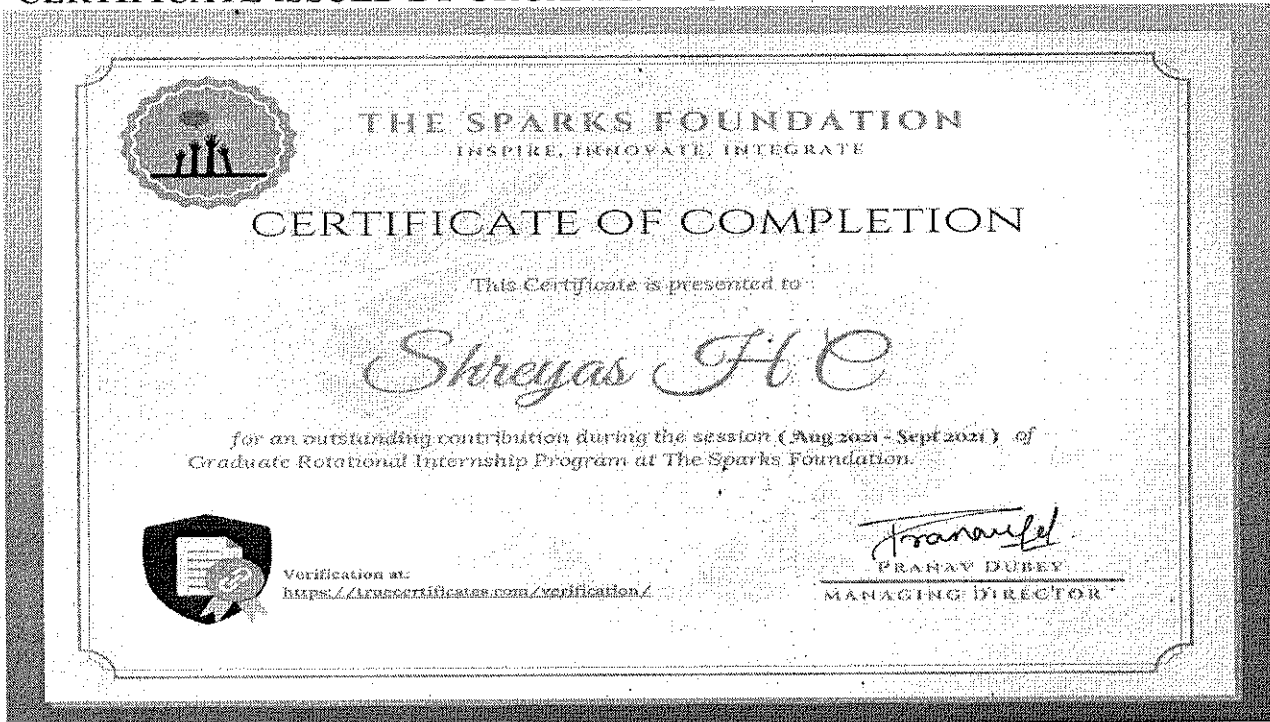 THE SPARKS FOUNDATION
INSPIRE, INNOVATE, INTEGRATE
CERTIFICATE OF COMPLETION
This Certificate is presented to
Shreyas H C
for an outstanding contribution during the session (Aug 2021 - Sept 2021) of
Graduate Rotational Internship Program at The Sparks Foundation.
Verification at:
https://truecertificates.com/verification/
PRANAV DUBEY
MANAGING DIRECTOR